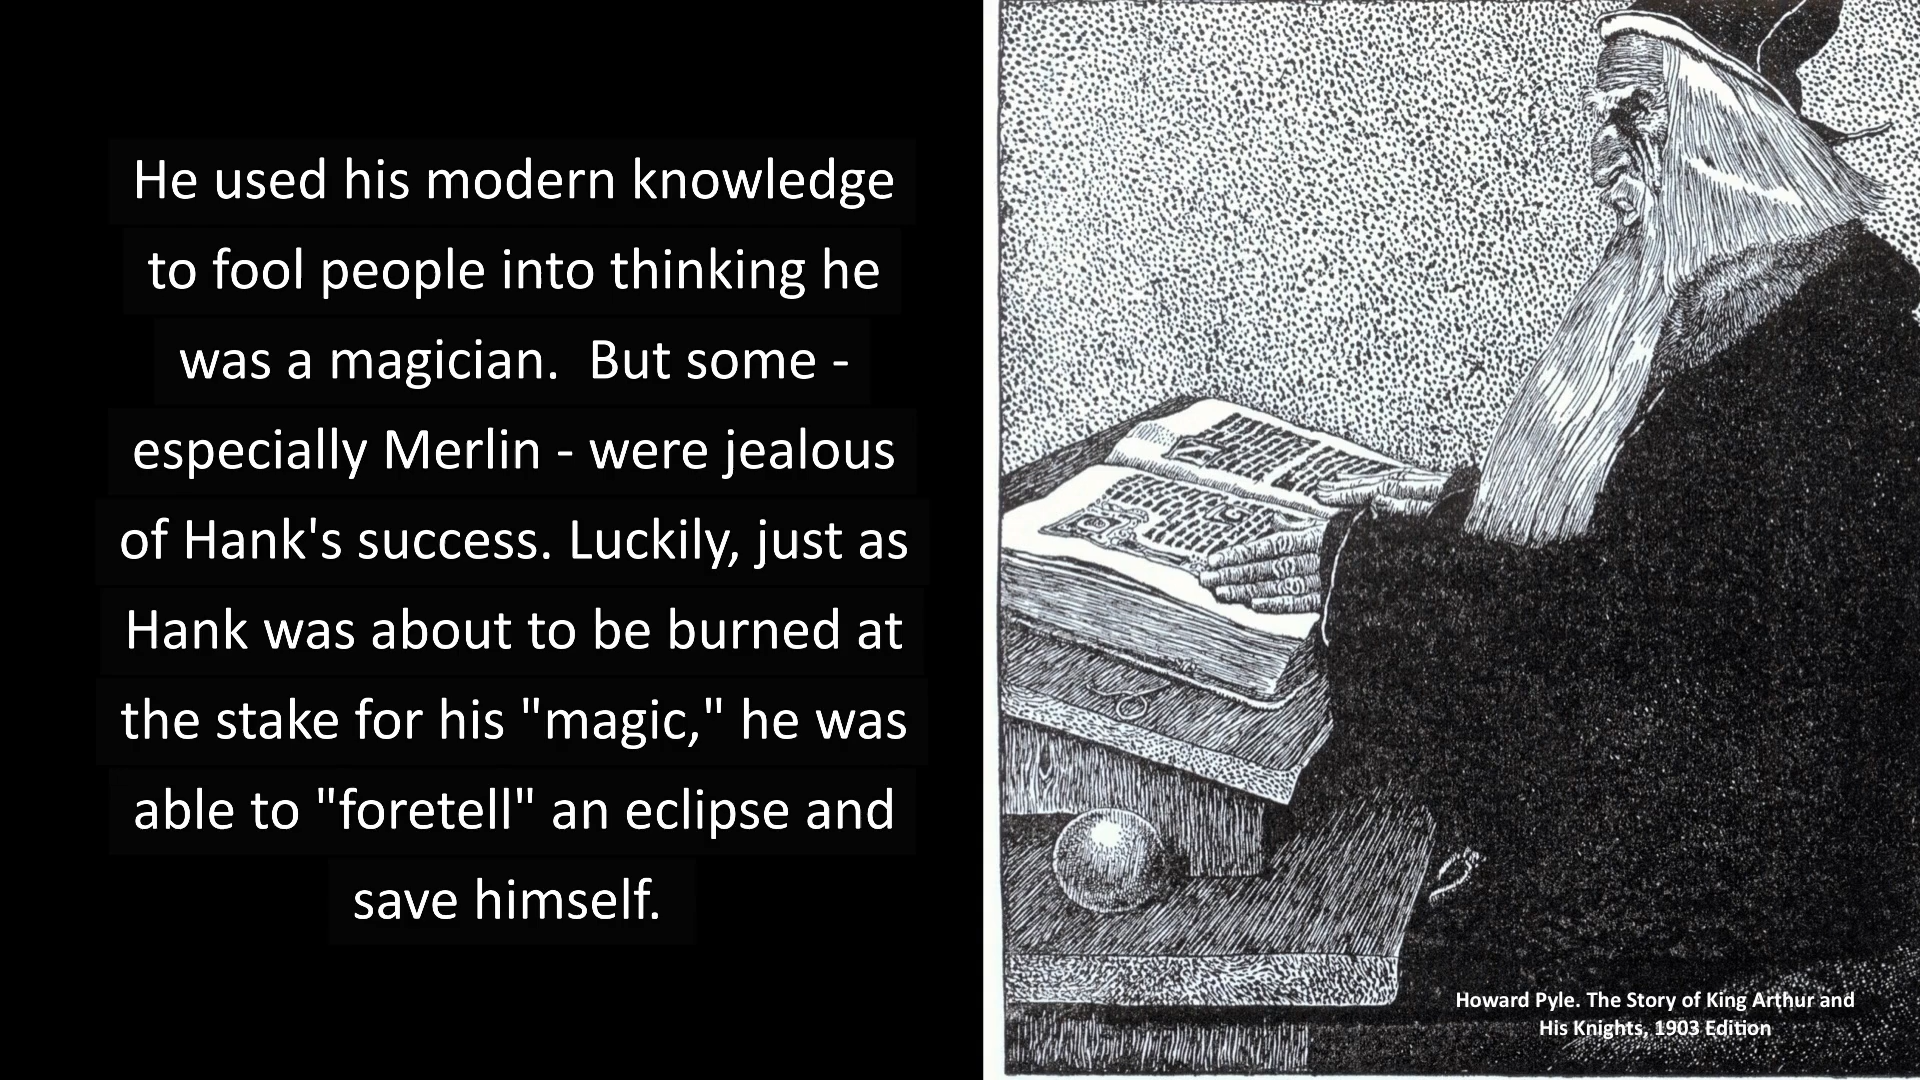 He used his modern knowledge
to fool people into thinking he
was a magician.  But some -
especially Merlin - were jealous
of Hank's success. Luckily, just as
Hank was about to be burned at
the stake for his "magic," he was
able to "foretell" an eclipse and
save himself.
Howard Pyle. The Story of King Arthur and
His Knights, 1903 Edition